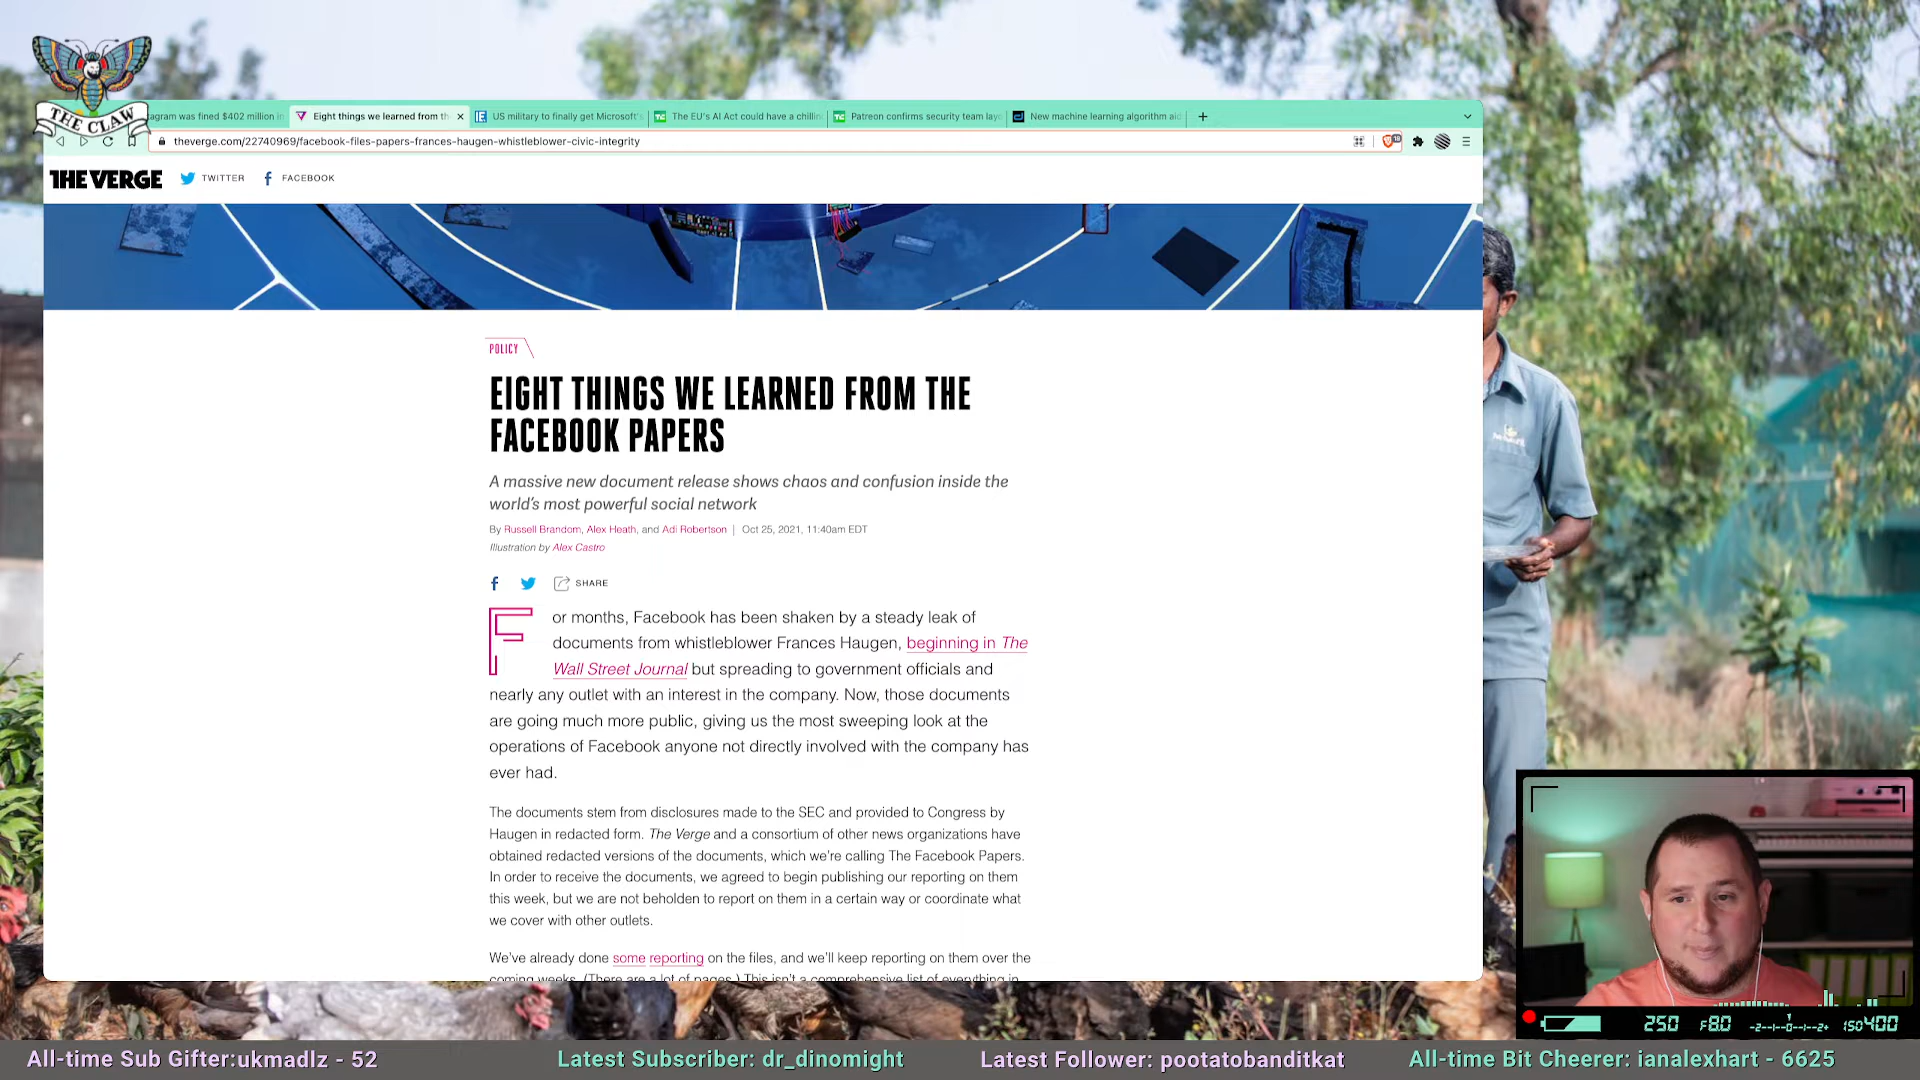 THE CLAW
tagram was fined $402 million in
Eight things we learned from th
US military to finally get Microsoft's
The EU's AI Act could have a chillin
Patreon confirms security team layo
New machine learning algorithm aid
theverge.com/22740969/facebook-files-papers-frances-haugen-whistleblower-civic-integrity
THE VERGE
TWITTER
FACEBOOK
POLICY
EIGHT THINGS WE LEARNED FROM THE
FACEBOOK PAPERS
A massive new document release shows chaos and confusion inside the
world's most powerful social network
By Russell Brandom, Alex Heath, and Adi Robertson | Oct 25, 2021, 11:40am EDT
Illustration by Alex Castro
SHARE
For months, Facebook has been shaken by a steady leak of
documents from whistleblower Frances Haugen, beginning in The
Wall Street Journal but spreading to government officials and
nearly any outlet with an interest in the company. Now, those documents
are going much more public, giving us the most sweeping look at the
operations of Facebook anyone not directly involved with the company has
ever had.
The documents stem from disclosures made to the SEC and provided to Congress by
Haugen in redacted form. The Verge and a consortium of other news organizations have
obtained redacted versions of the documents, which we're calling The Facebook Papers.
In order to receive the documents, we agreed to begin publishing our reporting on them
this week, but we are not beholden to report on them in a certain way or coordinate what
we cover with other outlets.
We've already done some reporting on the files, and we'll keep reporting on them over the
coming weeks. (There are a lot of pages.) This isn't a comprehensive list of everything in
250 F8.0 -2--1--0--1--2+ ISO400
All-time Sub Gifter:ukmadlz - 52
Latest Subscriber: dr_dinomight
Latest Follower: pootatobanditkat
All-time Bit Cheerer: ianalexhart - 6625